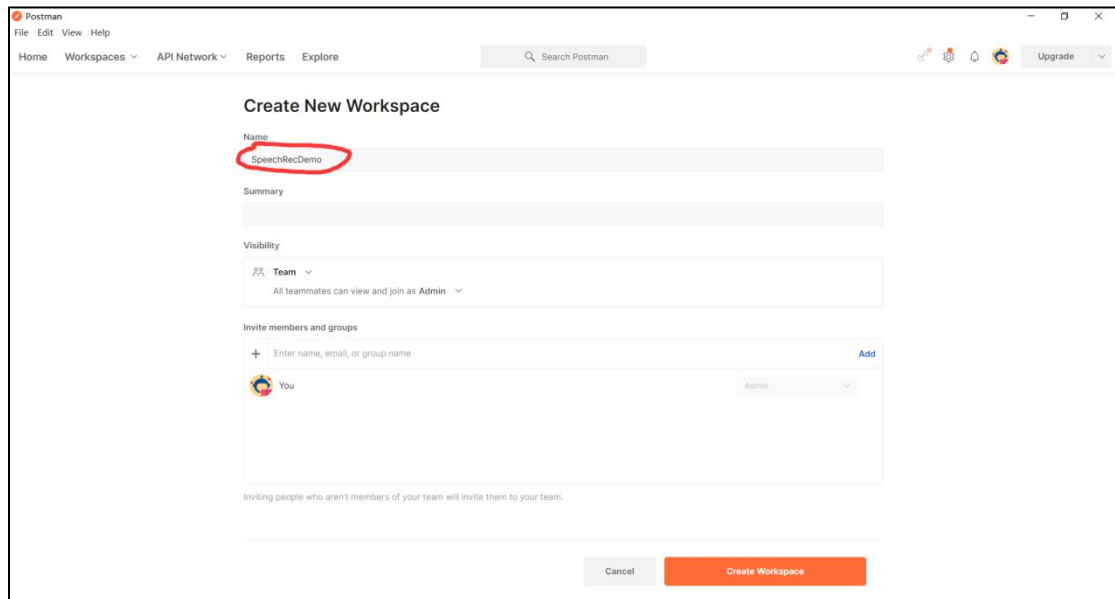 Postman
File Edit View Help
Home Workspaces API Network Reports Explore Search Postman Upgrade
Create New Workspace
Name
SpeechRecDemo
Summary
Visibility
Team
All teammates can view and join as Admin
Invite members and groups
Enter name, email, or group name Add
You Admin
Inviting people who aren't members of your team will invite them to your team.
Cancel Create Workspace